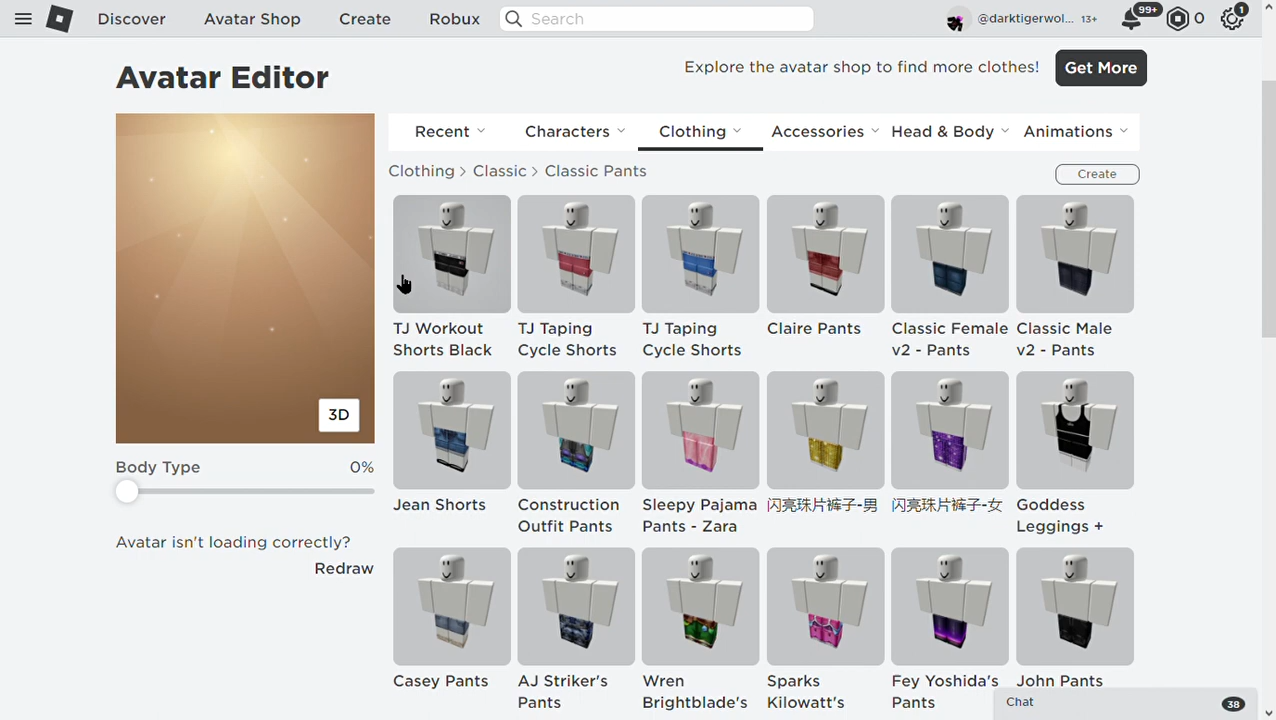 Discover Avatar Shop Create Robux Search @darktigerwol... 13+ 99+ 0 1
Avatar Editor
Explore the avatar shop to find more clothes! Get More
Recent Characters Clothing Accessories Head & Body Animations
Clothing > Classic > Classic Pants
Create
3D
Body Type 0%
Avatar isn't loading correctly?
Redraw
TJ Workout
Shorts Black
TJ Taping
Cycle Shorts
TJ Taping
Cycle Shorts
Claire Pants
Classic Female
v2 - Pants
Classic Male
v2 - Pants
Jean Shorts
Construction
Outfit Pants
Sleepy Pajama
Pants - Zara
闪亮珠片裤子-男
闪亮珠片裤子-女
Goddess
Leggings +
Casey Pants
AJ Striker's
Pants
Wren
Brightblade's
Sparks
Kilowatt's
Fey Yoshida's
Pants
John Pants
Chat 38